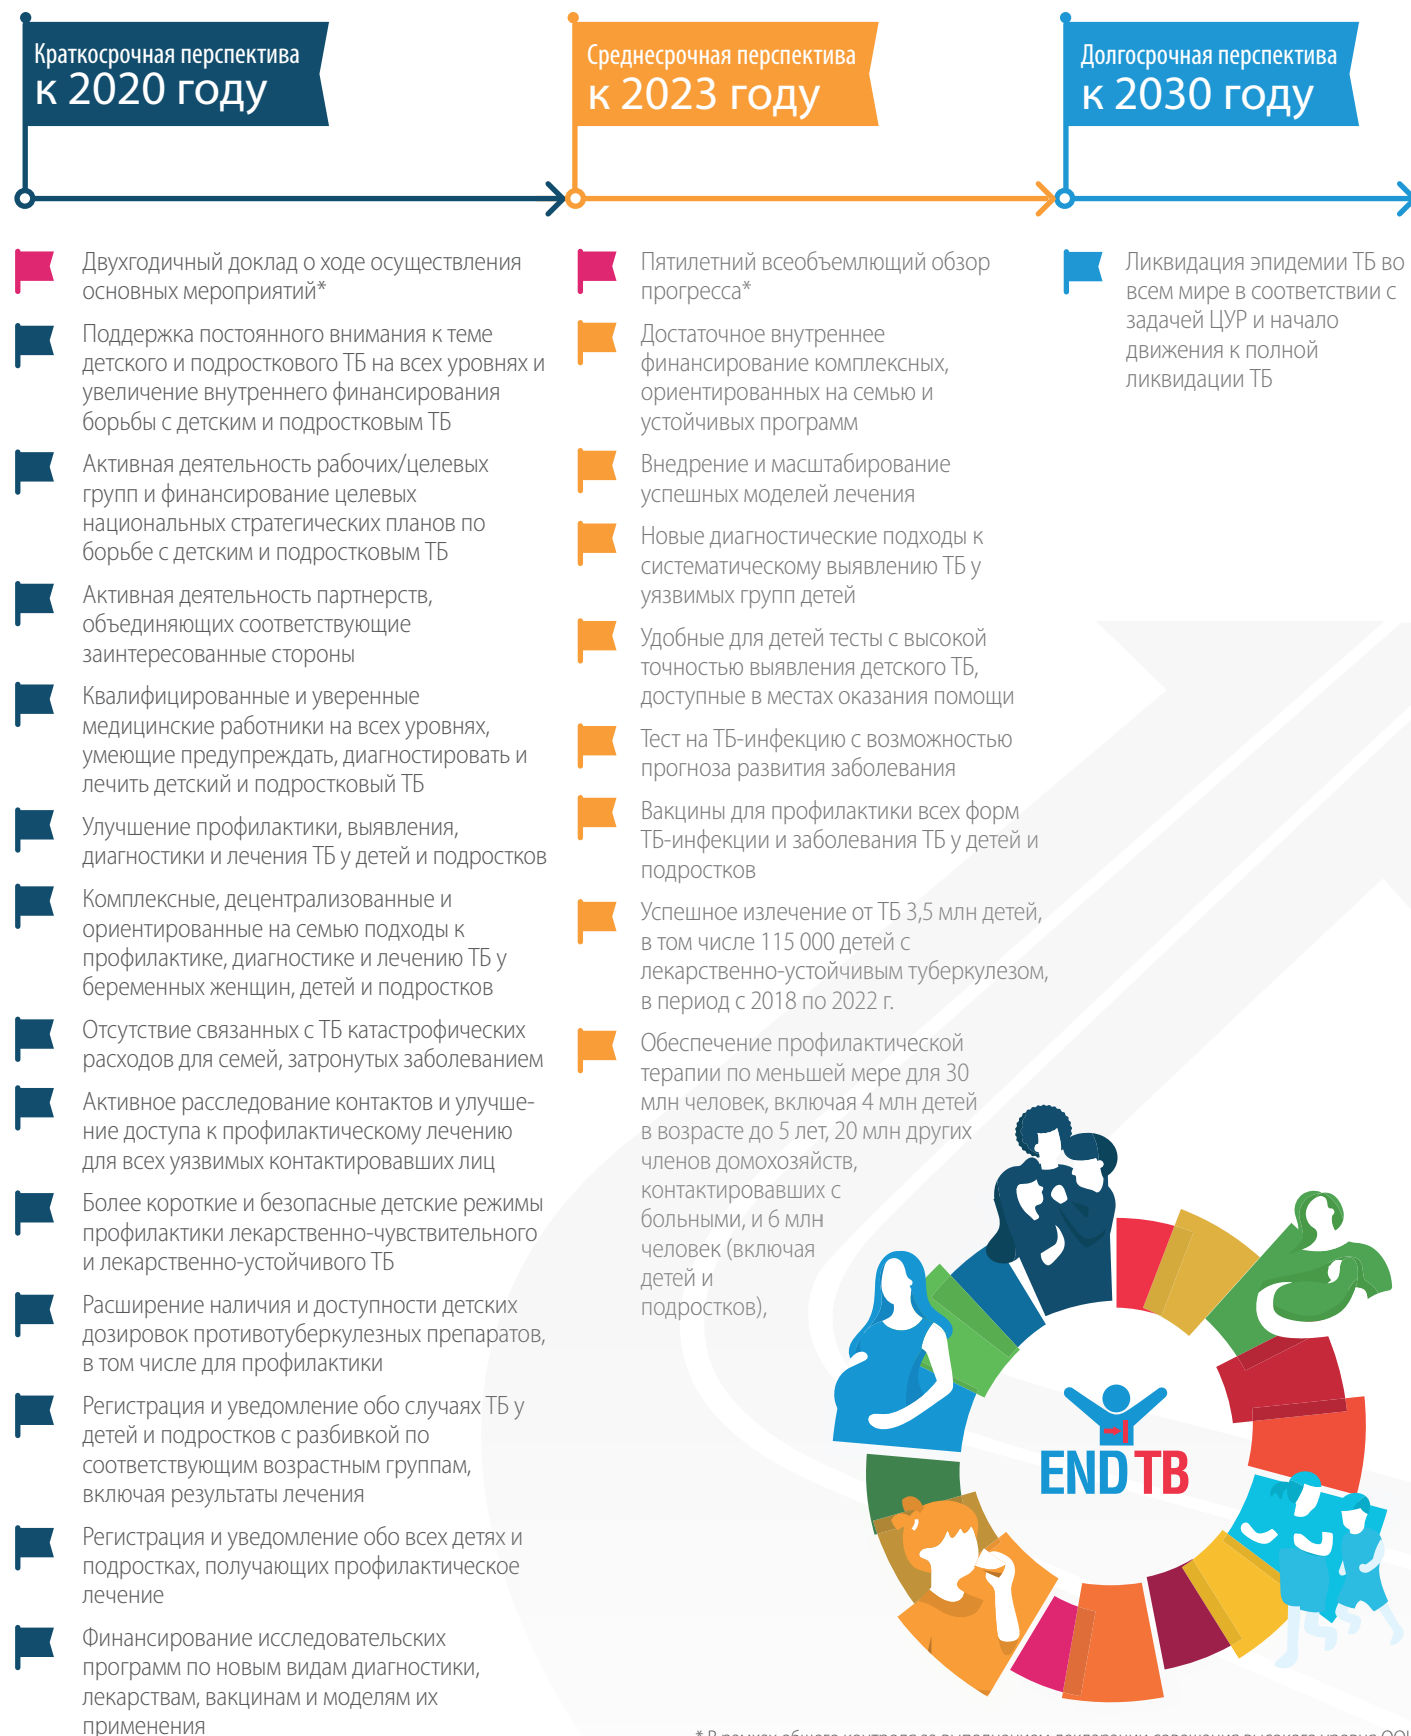 Краткосрочная перспектива
к 2020 году
Двухгодичный доклад о ходе осуществления
основных мероприятий*
Поддержка постоянного внимания к теме
детского и подросткового ТБ на всех уровнях и
увеличение внутреннего финансирования
борьбы с детским и подростковым ТБ
Активная деятельность рабочих/целевых
групп и финансирование целевых
национальных стратегических планов по
борьбе с детским и подростковым ТБ
Активная деятельность партнерств,
объединяющих соответствующие
заинтересованные стороны
Квалифицированные и уверенные
медицинские работники на всех уровнях,
умеющие предупреждать, диагностировать и
лечить детский и подростковый ТБ
Улучшение профилактики, выявления,
диагностики и лечения ТБ у детей и подростков
Комплексные, децентрализованные и
ориентированные на семью подходы к
профилактике, диагностике и лечению ТБ у
беременных женщин, детей и подростков
Отсутствие связанных с ТБ катастрофических
расходов для семей, затронутых заболеванием
Активное расследование контактов и улучше-
ние доступа к профилактическому лечению
для всех уязвимых контактировавших лиц
Более короткие и безопасные детские режимы
профилактики лекарственно-чувствительного
и лекарственно-устойчивого ТБ
Расширение наличия и доступности детских
дозировок противотуберкулезных препаратов,
в том числе для профилактики
Регистрация и уведомление обо случаях ТБ у
детей и подростков с разбивкой по
соответствующим возрастным группам,
включая результаты лечения
Регистрация и уведомление обо всех детях и
подростках, получающих профилактическое
лечение
Финансирование исследовательских
программ по новым видам диагностики,
лекарствам, вакцинам и моделям их
применения
Среднесрочная перспектива
к 2023 году
Пятилетний всеобъемлющий обзор
прогресса*
Достаточное внутреннее
финансирование комплексных,
ориентированных на семью и
устойчивых программ
Внедрение и масштабирование
успешных моделей лечения
Новые диагностические подходы к
систематическому выявлению ТБ у
уязвимых групп детей
Удобные для детей тесты с высокой
точностью выявления детского ТБ,
доступные в местах оказания помощи
Тест на ТБ-инфекцию с возможностью
прогноза развития заболевания
Вакцины для профилактики всех форм
ТБ-инфекции и заболевания ТБ у детей и
подростков
Успешное излечение от ТБ 3,5 млн детей,
в том числе 115 000 детей с
лекарственно-устойчивым туберкулезом,
в период с 2018 по 2022 г.
Обеспечение профилактической
терапии по меньшей мере для 30
млн человек, включая 4 млн детей
в возрасте до 5 лет, 20 млн других
членов домохозяйств,
контактировавших с
больными, и 6 млн
человек (включая
детей и
подростков),
Долгосрочная перспектива
к 2030 году
Ликвидация эпидемии ТБ во
всем мире в соответствии с
задачей ЦУР и начало
движения к полной
ликвидации ТБ
END TB